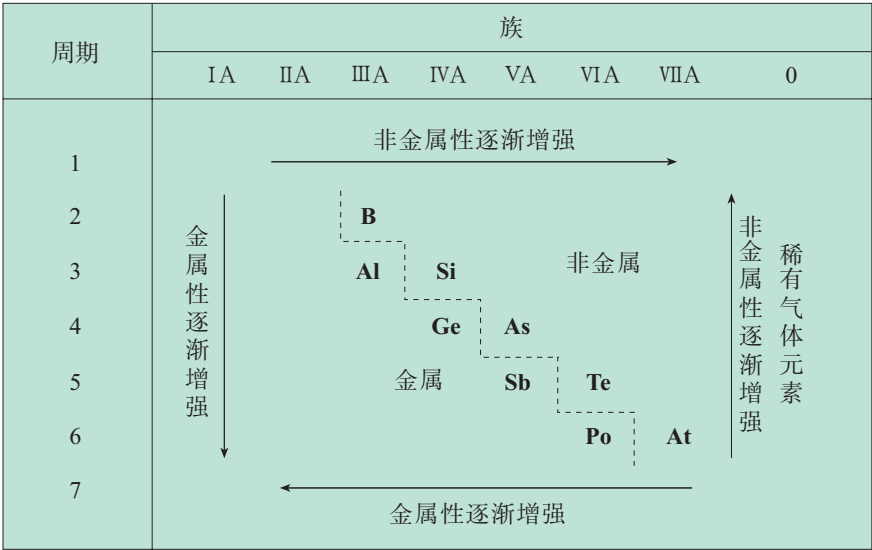 周期
族
ⅠA ⅡA ⅢA ⅣA ⅤA ⅥA ⅦA 0
1
非金属性逐渐增强
2
B
3
Al Si
非金属
4
Ge As
5
金属
Sb Te
6
Po At
7
金属性逐渐增强
金属性逐渐增强
非金属性逐渐增强
稀有气体元素